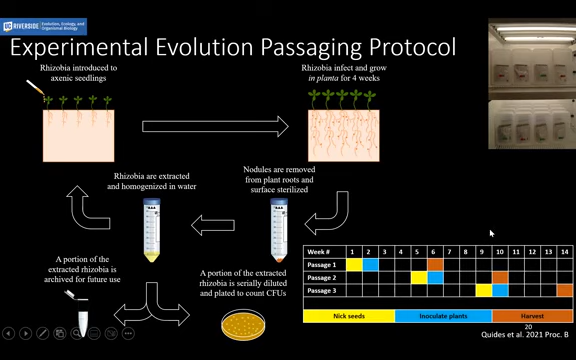 UC RIVERSIDE
Evolution, Ecology, and
Organismal Biology
Experimental Evolution Passaging Protocol
Rhizobia introduced to
axenic seedlings
Rhizobia infect and grow
in planta for 4 weeks
Rhizobia are extracted
and homogenized in water
Nodules are removed
from plant roots and
surface sterilized
A portion of the
extracted rhizobia is
archived for future use
A portion of the extracted
rhizobia is serially diluted
and plated to count CFUs
Week # 1 2 3 4 5 6 7 8 9 10 11 12 13 14
Passage 1
Passage 2
Passage 3
Nick seeds Inoculate plants Harvest
20
Quides et al. 2021 Proc. B